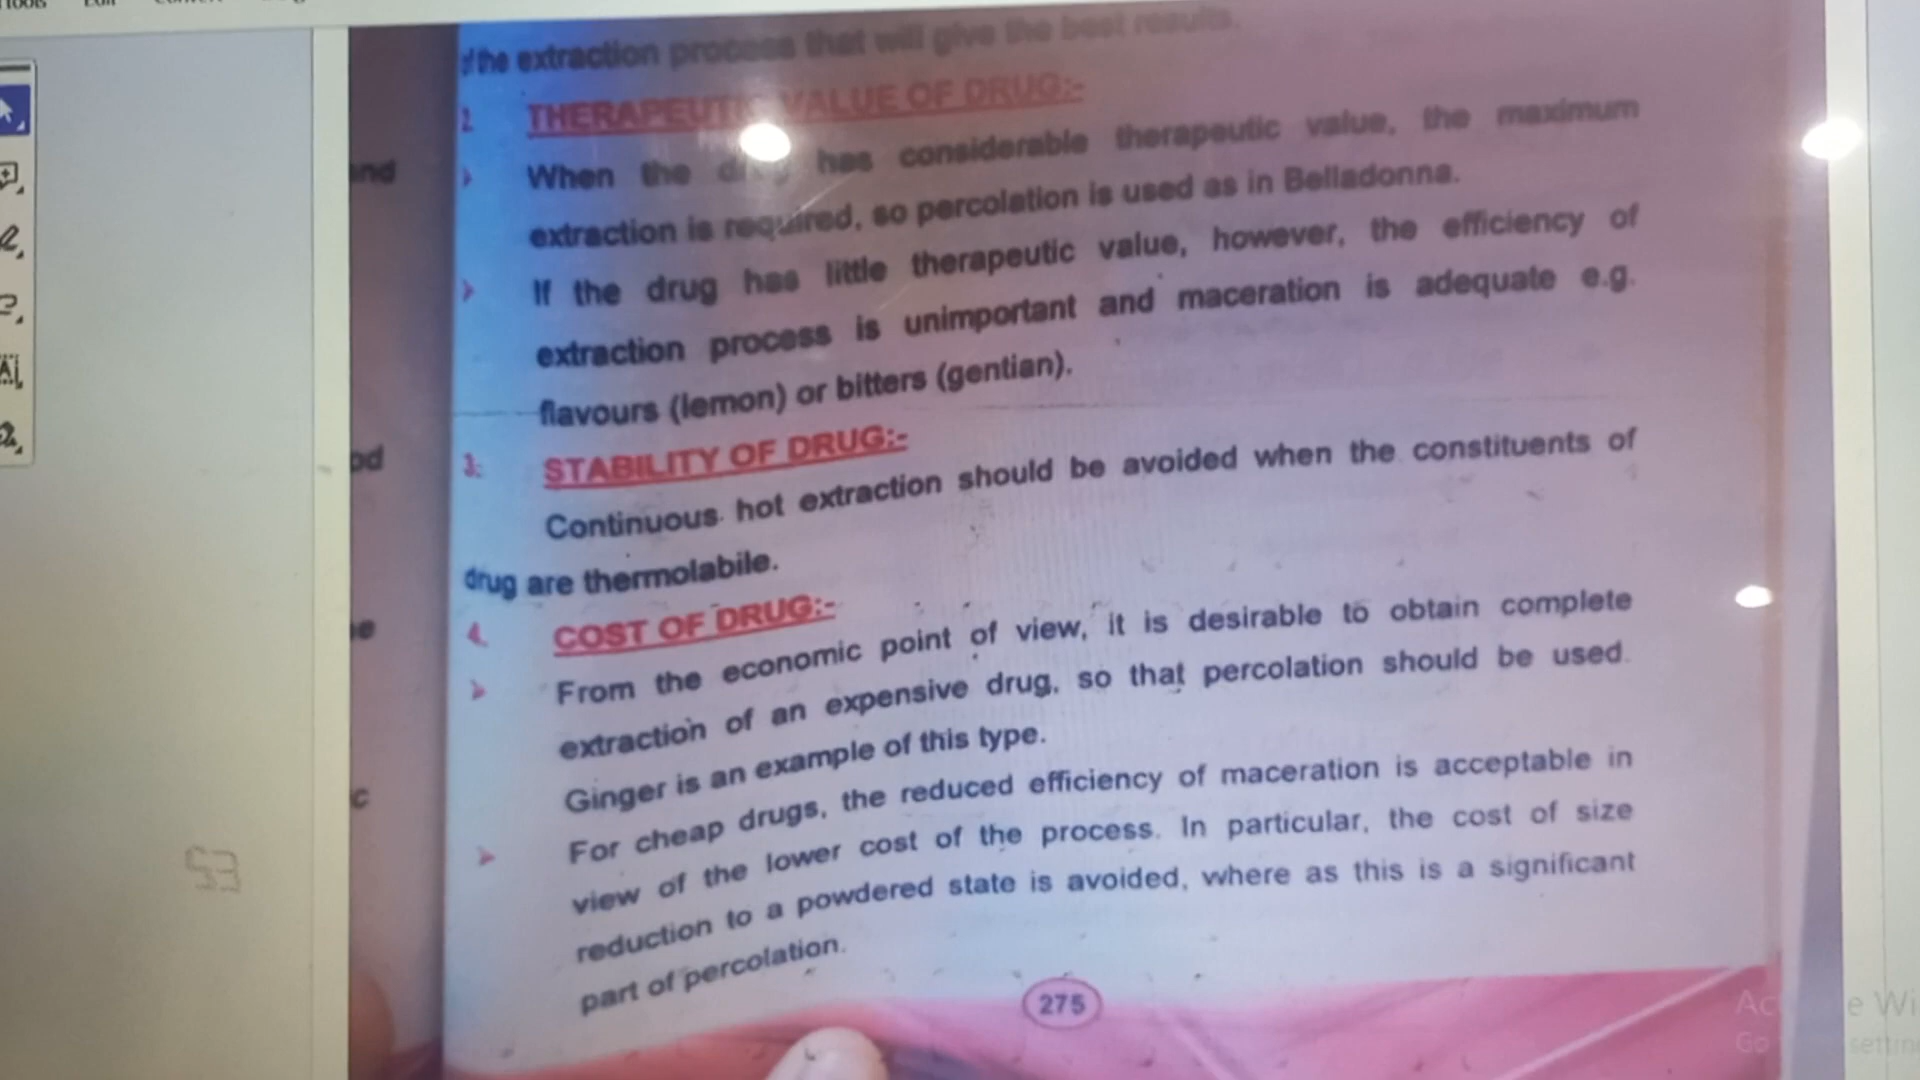 Tools Edit
of the extraction process that will give the best results.
2. THERAPEUTIC VALUE OF DRUG:-
When the drug has considerable therapeutic value, the maximum
extraction is required, so percolation is used as in Belladonna.
If the drug has little therapeutic value, however, the efficiency of
extraction process is unimportant and maceration is adequate e.g.
flavours (lemon) or bitters (gentian).
3. STABILITY OF DRUG:-
Continuous hot extraction should be avoided when the constituents of
drug are thermolabile.
4. COST OF DRUG:-
From the economic point of view, it is desirable to obtain complete
extraction of an expensive drug, so that percolation should be used.
Ginger is an example of this type.
For cheap drugs, the reduced efficiency of maceration is acceptable in
view of the lower cost of the process. In particular, the cost of size
reduction to a powdered state is avoided, where as this is a significant
part of percolation.
275